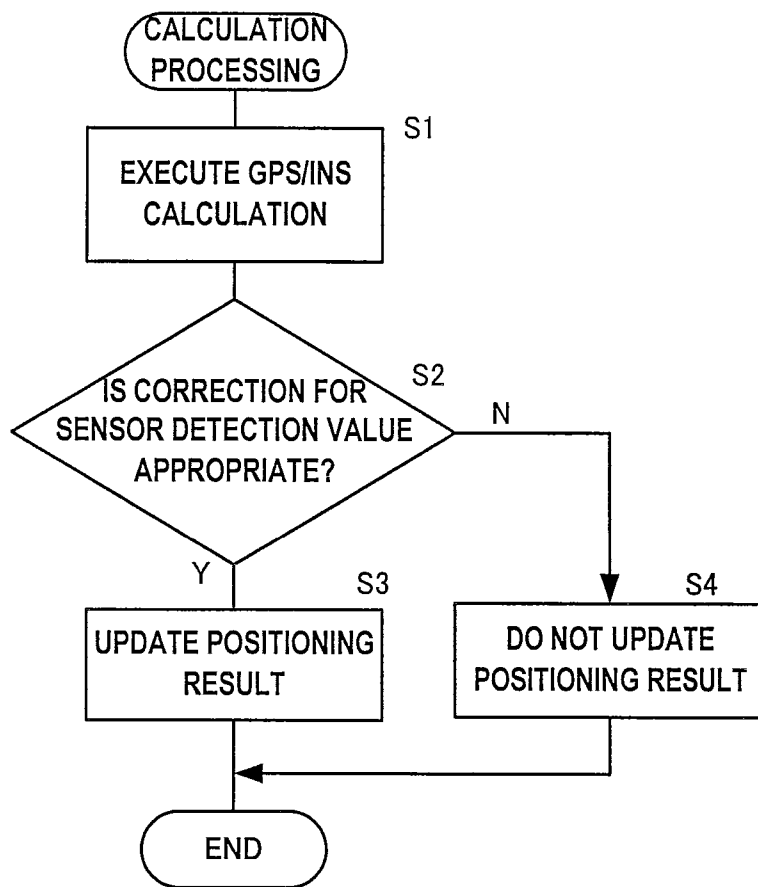 CALCULATION
PROCESSING
S1
EXECUTE GPS/INS
CALCULATION
S2
IS CORRECTION FOR
SENSOR DETECTION VALUE
APPROPRIATE?
N
Y
S3
UPDATE POSITIONING
RESULT
S4
DO NOT UPDATE
POSITIONING RESULT
END